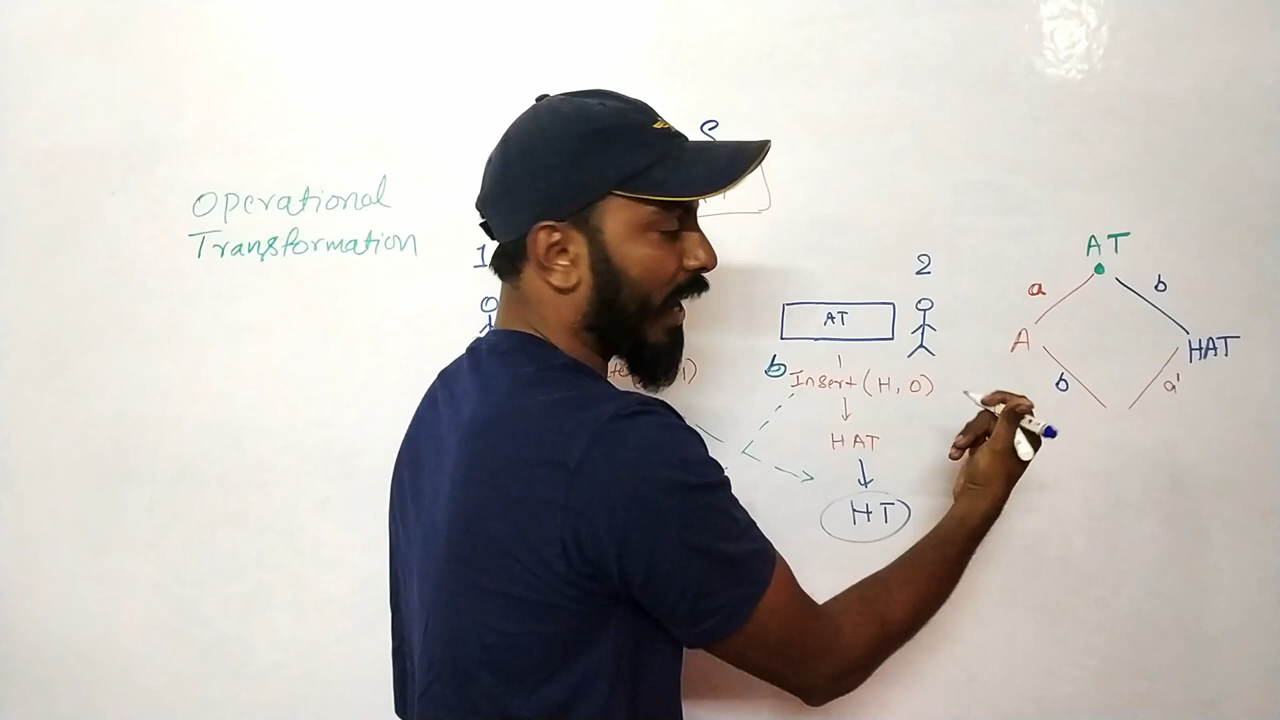 Operational
Transformation
S
1
2
AT
b Insert (H, 0)
HAT
HT
AT
a
b
A
HAT
b
a'